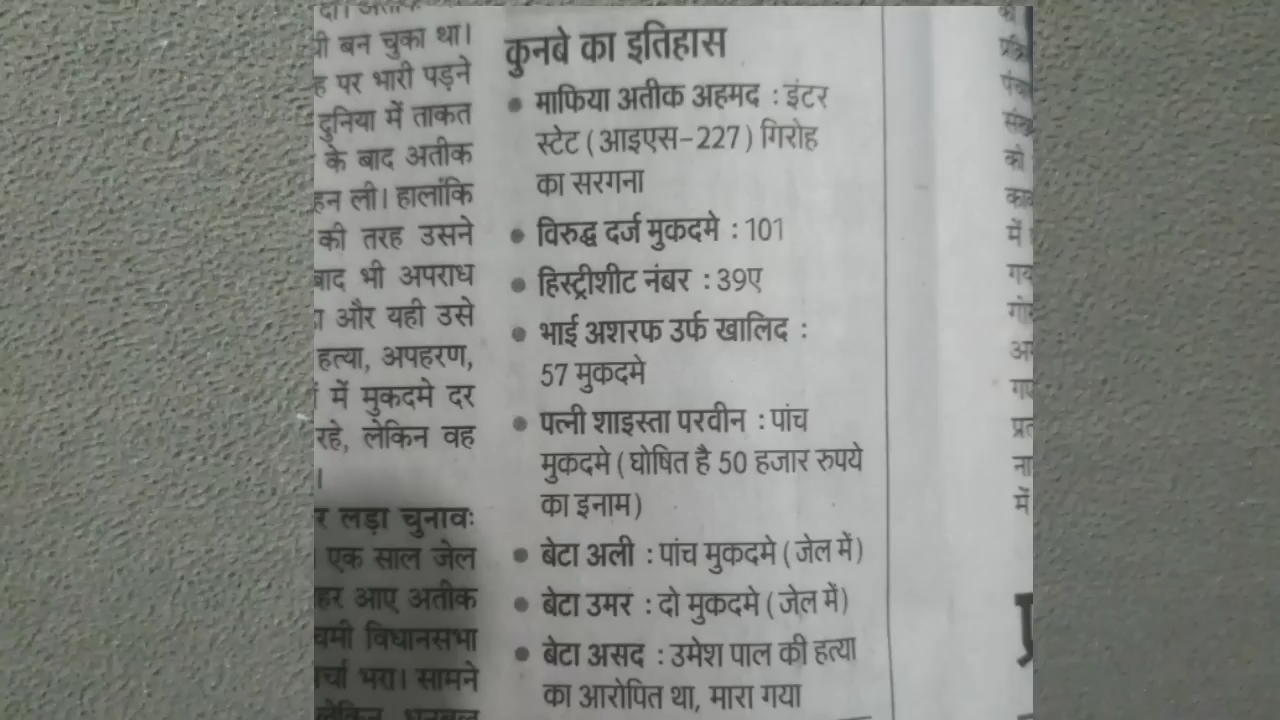 बन चुका था।
पर भारी पड़ने
दुनिया में ताकत
के बाद अतीक
ली। हालांकि
की तरह उसने
बाद भी अपराध
और यही उसे
हत्या, अपहरण,
में मुकदमे दर
रहे, लेकिन वह
।
लड़ा चुनावः
एक साल जेल
आए अतीक
विधानसभा
भरा। सामने
कुनबे का इतिहास
• माफिया अतीक अहमद : इंटर
स्टेट (आइएस-227) गिरोह
का सरगना
• विरुद्ध दर्ज मुकदमे : 101
• हिस्ट्रीशीट नंबर : 39ए
• भाई अशरफ उर्फ खालिद :
57 मुकदमे
• पत्नी शाइस्ता परवीन : पांच
मुकदमे (घोषित है 50 हजार रुपये
का इनाम)
• बेटा अली : पांच मुकदमे (जेल में)
• बेटा उमर : दो मुकदमे (जेल में)
• बेटा असद : उमेश पाल की हत्या
का आरोपित था, मारा गया
को
में
में